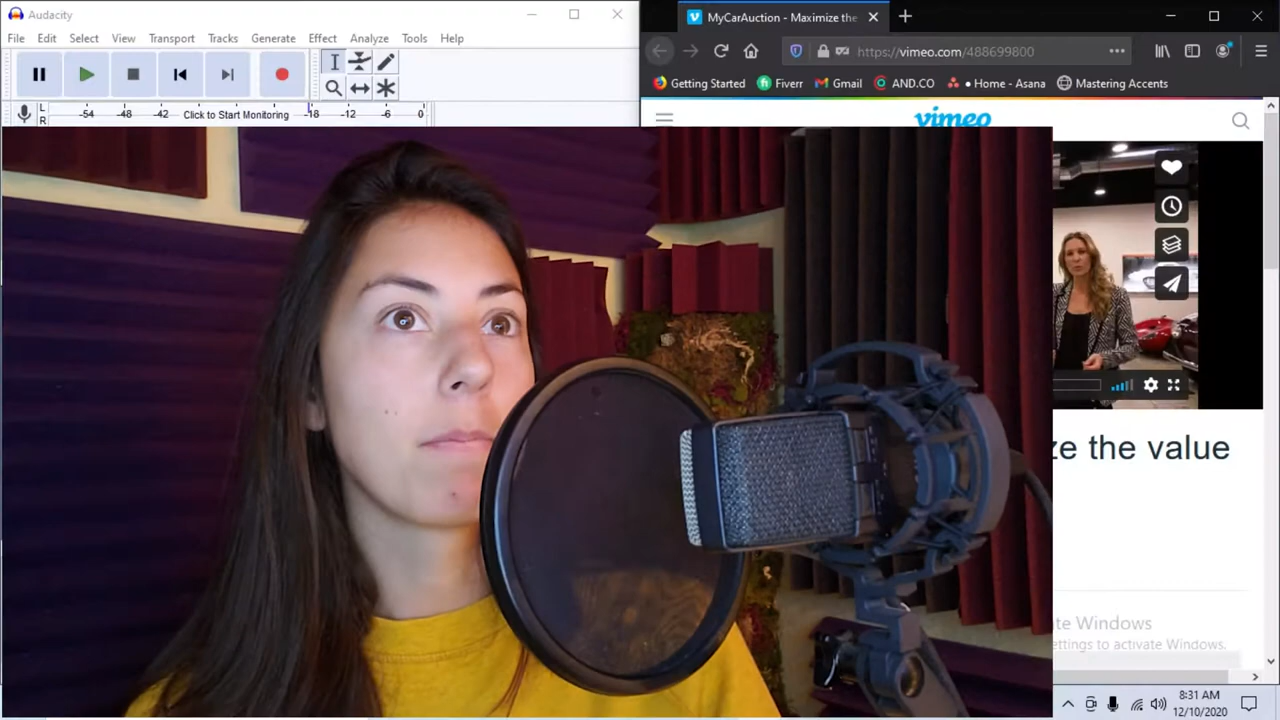 Audacity
File Edit Select View Transport Tracks Generate Effect Analyze Tools Help
L
R
-54 -48 -42 Click to Start Monitoring -18 -12 -6 0
MyCarAuction - Maximize the
https://vimeo.com/488699800
Getting Started Fiverr Gmail AND.CO Home - Asana Mastering Accents
vimeo
ze the value
te Windows
ettings to activate Windows.
8:31 AM
12/10/2020